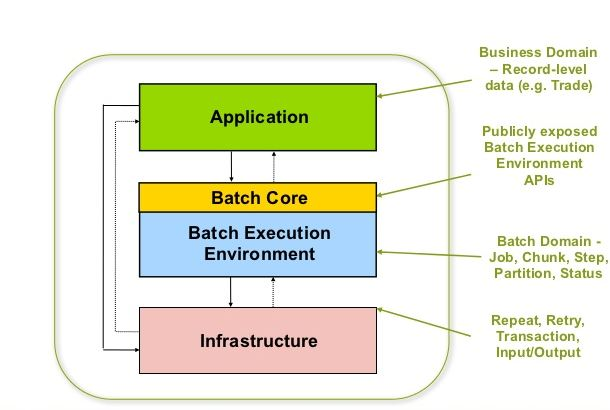 Application
Batch Core
Batch Execution
Environment
Infrastructure
Business Domain
– Record-level
data (e.g. Trade)
Publicly exposed
Batch Execution
Environment
APIs
Batch Domain -
Job, Chunk, Step,
Partition, Status
Repeat, Retry,
Transaction,
Input/Output